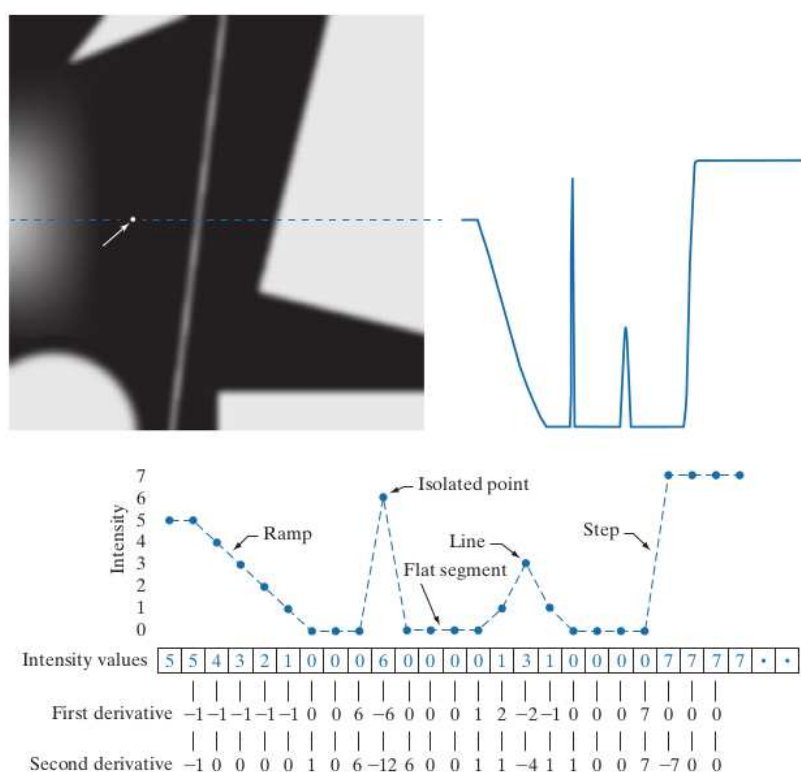 7
6
Isolated point
5
Ramp
Step
4
Intensity
Line
3
Flat segment
2
1
0
Intensity values 5 5 4 3 2 1 0 0 0 6 0 0 0 0 1 3 1 0 0 0 0 7 7 7 7 • •
First derivative −1 −1 −1 −1 −1 0 0 6 −6 0 0 0 1 2 −2 −1 0 0 0 7 0 0 0
Second derivative −1 0 0 0 0 1 0 6 −12 6 0 0 1 1 −4 1 1 0 0 7 −7 0 0